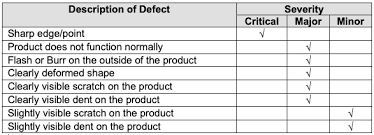 Description of Defect Severity
Critical Major Minor
Sharp edge/point √
Product does not function normally √
Flash or Burr on the outside of the product √
Clearly deformed shape √
Clearly visible scratch on the product √
Clearly visible dent on the product √
Slightly visible scratch on the product √
Slightly visible dent on the product √